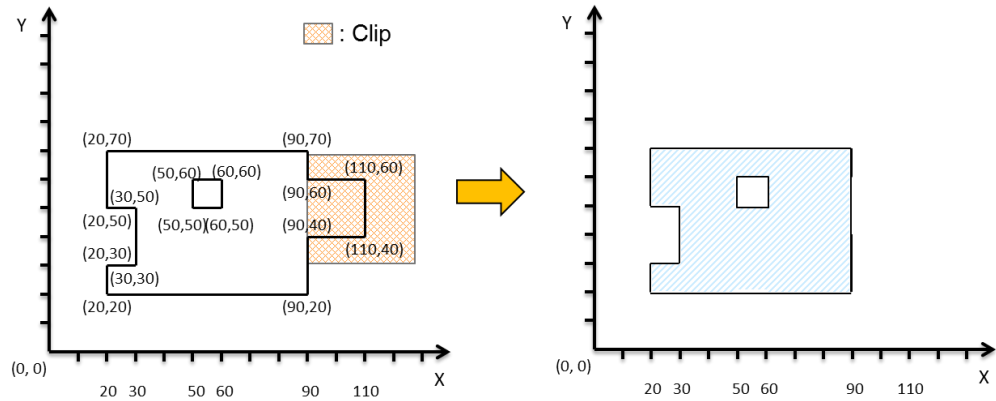 Y
: Clip
Y
(20,70)
(90,70)
(110,60)
(50,60)
(60,60)
(30,50)
(90,60)
(20,50)
(50,50)
(60,50)
(90,40)
(20,30)
(110,40)
(30,30)
(20,20)
(90,20)
(0, 0)
X
20 30 50 60 90 110
(0, 0)
X
20 30 50 60 90 110